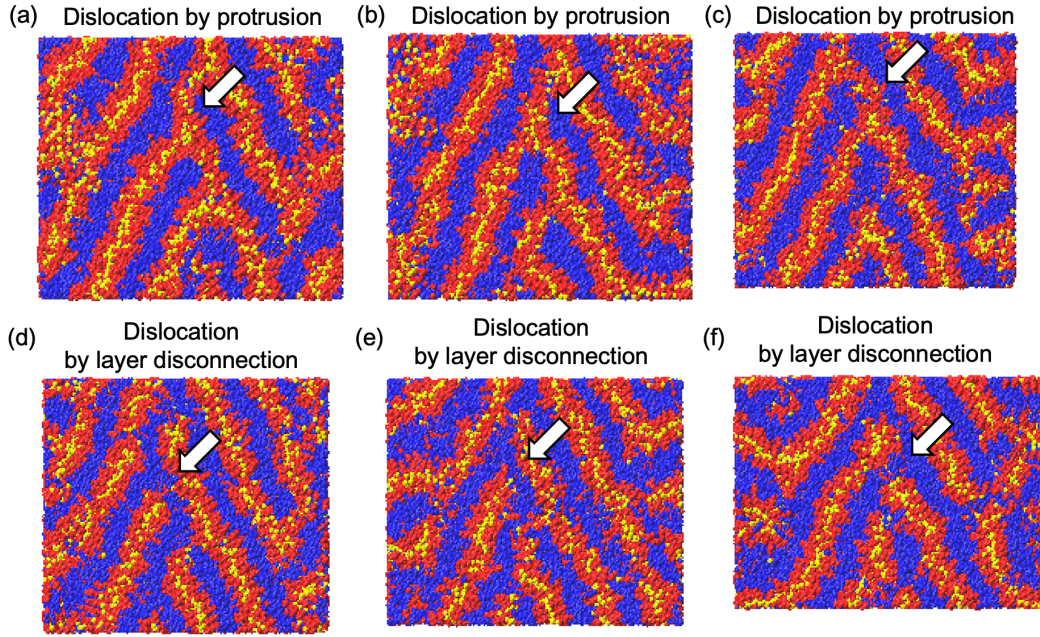 (a) Dislocation by protrusion
(b) Dislocation by protrusion
(c) Dislocation by protrusion
(d) Dislocation
by layer disconnection
(e) Dislocation
by layer disconnection
(f) Dislocation
by layer disconnection